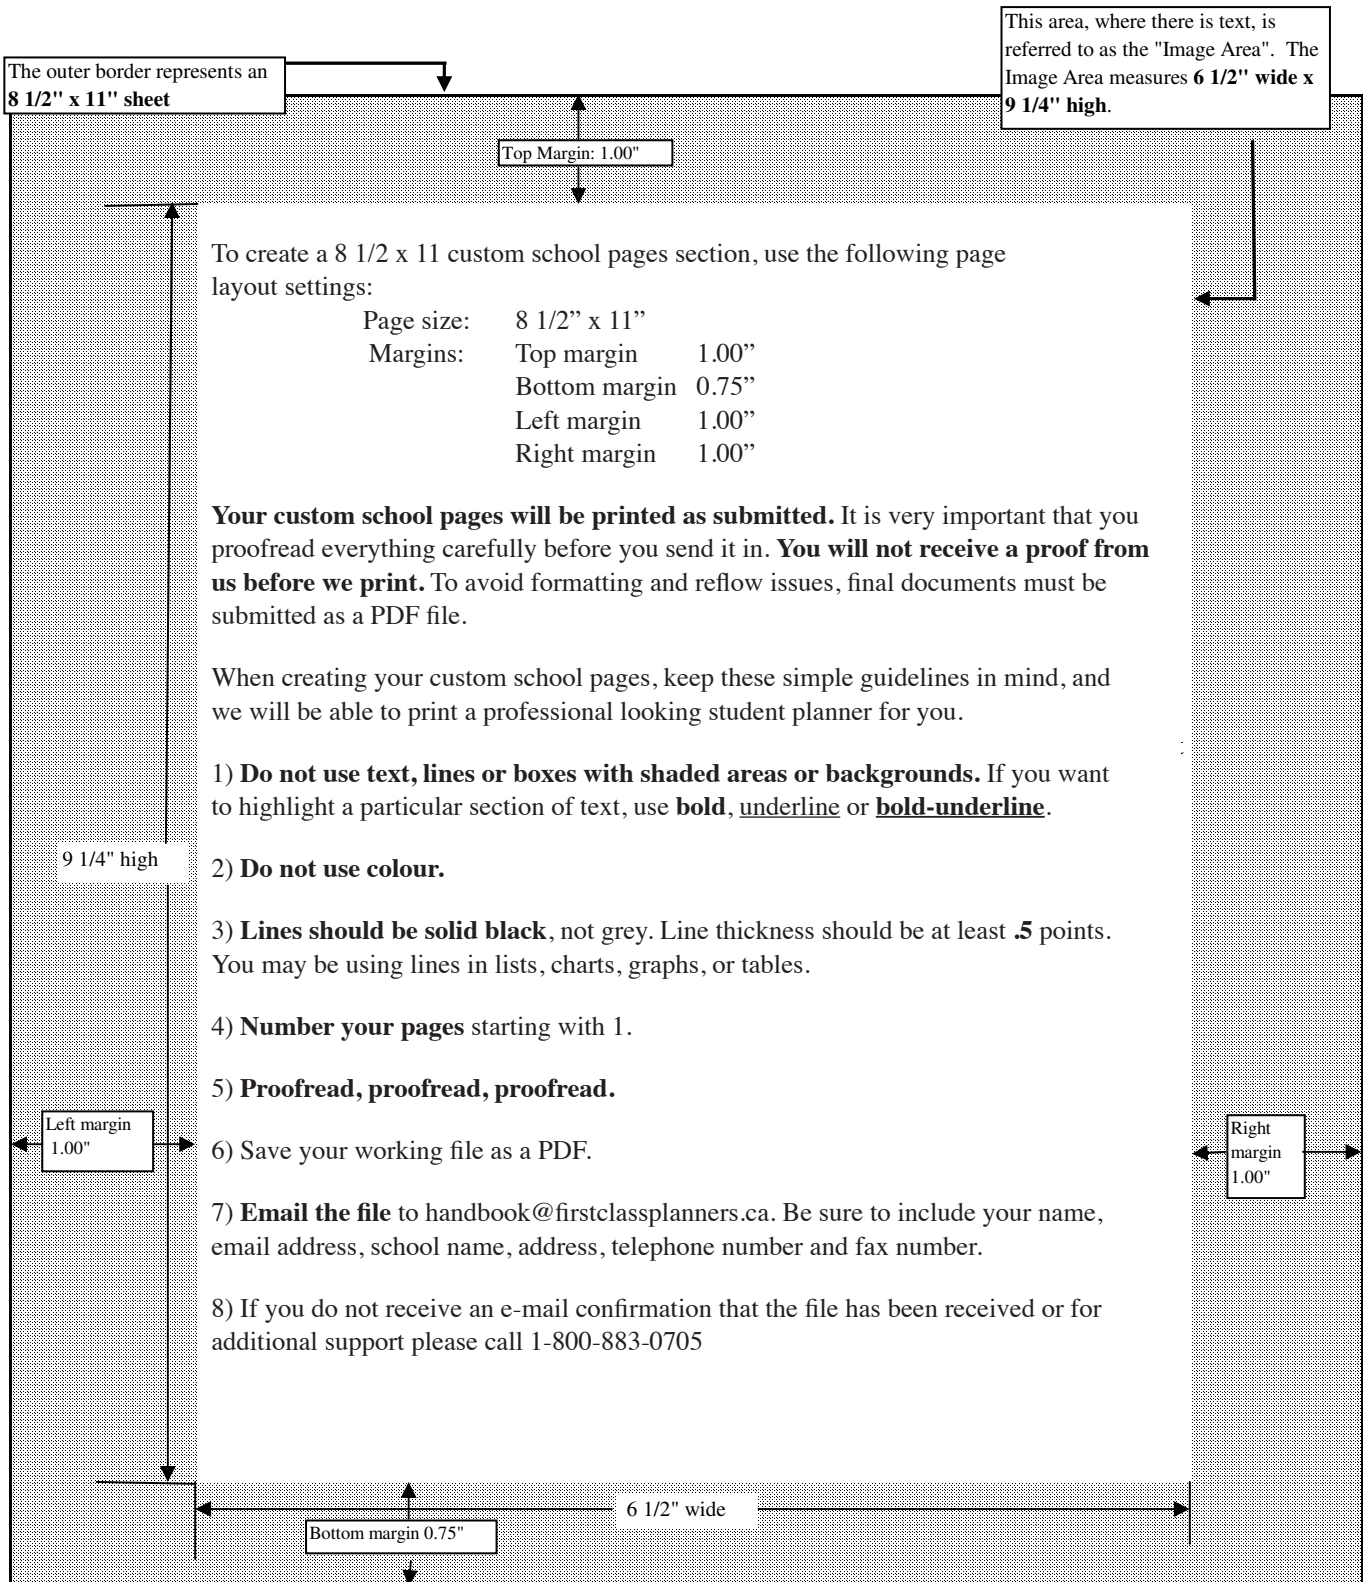 This area, where there is text, is
referred to as the "Image Area".  The
Image Area measures 6 1/2" wide x
9 1/4" high.
The outer border represents an
8 1/2" x 11" sheet
Top Margin: 1.00"
To create a 8 1/2 x 11 custom school pages section, use the following page
layout settings:
Page size: 8 1/2” x 11”
Margins: Top margin 1.00”
Bottom margin 0.75”
Left margin 1.00”
Right margin 1.00”
Your custom school pages will be printed as submitted. It is very important that you
proofread everything carefully before you send it in. You will not receive a proof from
us before we print. To avoid formatting and reflow issues, final documents must be
submitted as a PDF file.
When creating your custom school pages, keep these simple guidelines in mind, and
we will be able to print a professional looking student planner for you.
1) Do not use text, lines or boxes with shaded areas or backgrounds. If you want
to highlight a particular section of text, use bold, underline or bold-underline.
9 1/4" high
2) Do not use colour.
3) Lines should be solid black, not grey. Line thickness should be at least .5 points.
You may be using lines in lists, charts, graphs, or tables.
4) Number your pages starting with 1.
5) Proofread, proofread, proofread.
Left margin
1.00"
Right
margin
1.00"
6) Save your working file as a PDF.
7) Email the file to handbook@firstclassplanners.ca. Be sure to include your name,
email address, school name, address, telephone number and fax number.
8) If you do not receive an e-mail confirmation that the file has been received or for
additional support please call 1-800-883-0705
6 1/2" wide
Bottom margin 0.75"